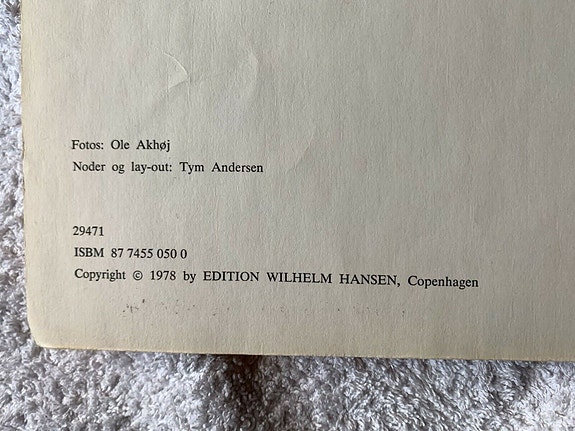 Fotos: Ole Akhøj
Noder og lay-out: Tym Andersen
29471
ISBN 87 7455 050 0
Copyright © 1978 by EDITION WILHELM HANSEN, Copenhagen